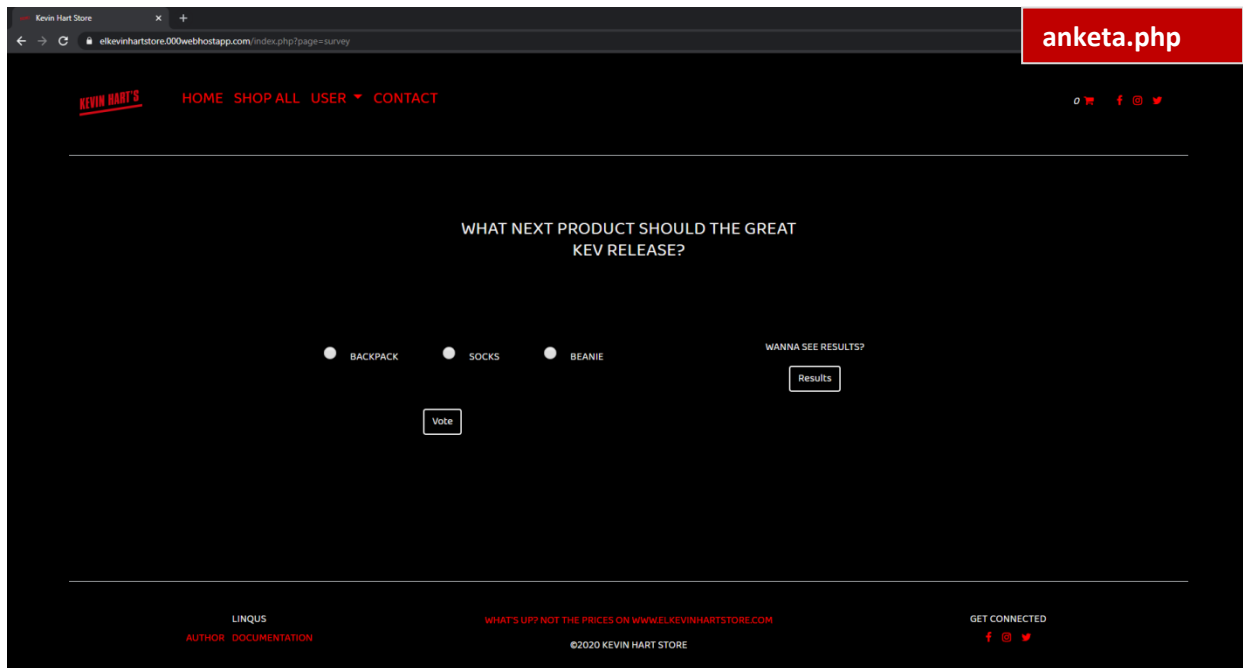 Kevin Hart Store
anketa.php
elkevinhartstore.000webhostapp.com/index.php?page=survey
KEVIN HART'S
HOME SHOP ALL USER CONTACT
0
WHAT NEXT PRODUCT SHOULD THE GREAT
KEV RELEASE?
BACKPACK SOCKS BEANIE
WANNA SEE RESULTS?
Results
Vote
LINQUS
AUTHOR DOCUMENTATION
WHAT'S UP? NOT THE PRICES ON WWW.ELKEVINHARTSTORE.COM
©2020 KEVIN HART STORE
GET CONNECTED